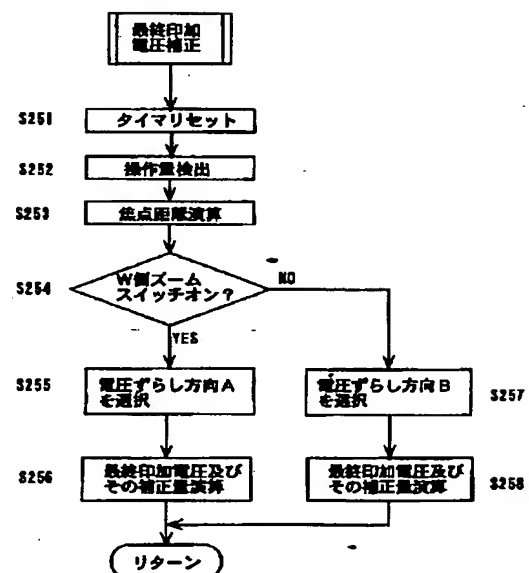 最終印加
電圧補正
S251
タイマリセット
S252
操作量検出
S253
焦点距離演算
S254
W側ズーム
スイッチオン?
NO
YES
S255
電圧ずらし方向A
を選択
電圧ずらし方向B
を選択
S257
S256
最終印加電圧及び
その補正量演算
最終印加電圧及び
その補正量演算
S258
リターン